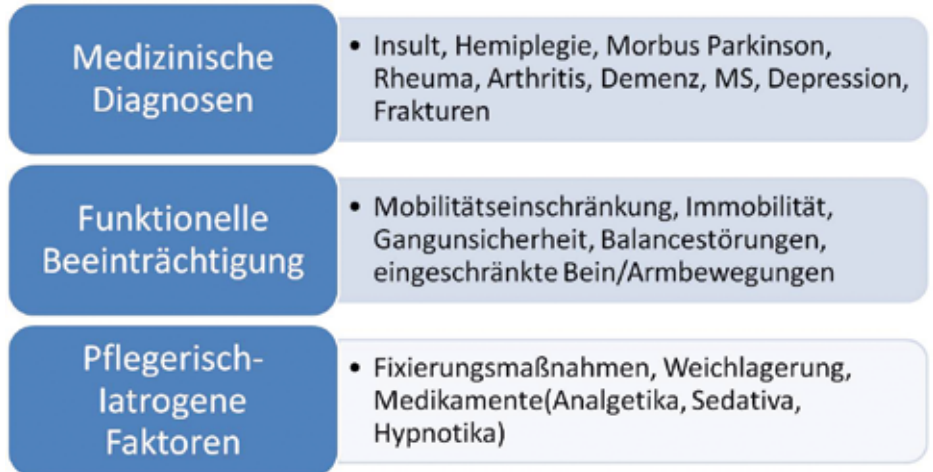 Medizinische
Diagnosen
• Insult, Hemiplegie, Morbus Parkinson,
Rheuma, Arthritis, Demenz, MS, Depression,
Frakturen
Funktionelle
Beeinträchtigung
• Mobilitätseinschränkung, Immobilität,
Gangunsicherheit, Balancestörungen,
eingeschränkte Bein/Armbewegungen
Pflegerisch-
Iatrogene
Faktoren
• Fixierungsmaßnahmen, Weichlagerung,
Medikamente(Analgetika, Sedativa,
Hypnotika)